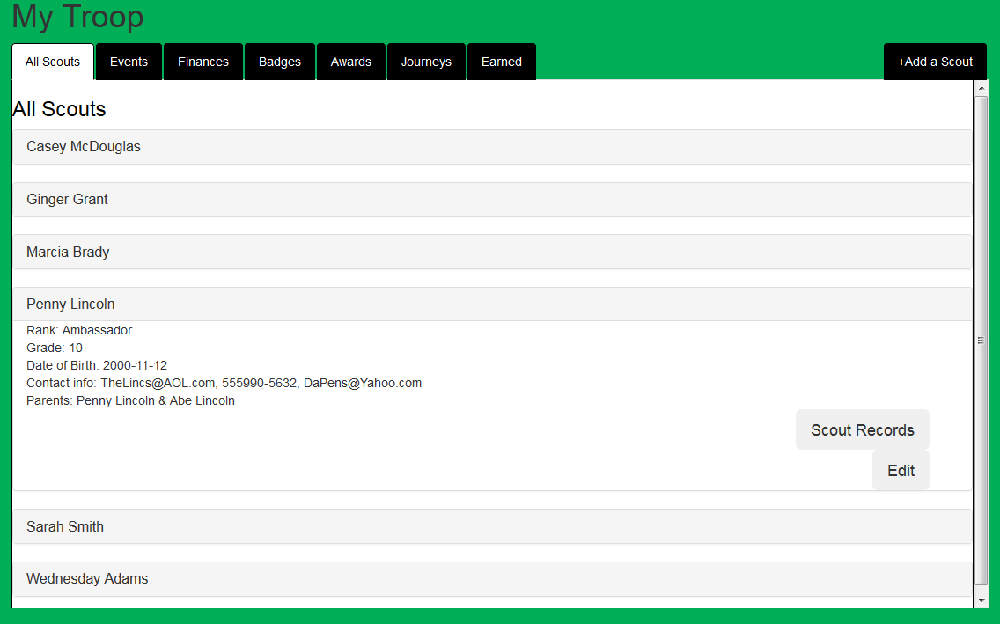 My Troop
All Scouts Events Finances Badges Awards Journeys Earned +Add a Scout
All Scouts
Casey McDouglas
Ginger Grant
Marcia Brady
Penny Lincoln
Rank: Ambassador
Grade: 10
Date of Birth: 2000-11-12
Contact info: TheLincs@AOL.com, 555990-5632, DaPens@Yahoo.com
Parents: Penny Lincoln & Abe Lincoln
Scout Records
Edit
Sarah Smith
Wednesday Adams